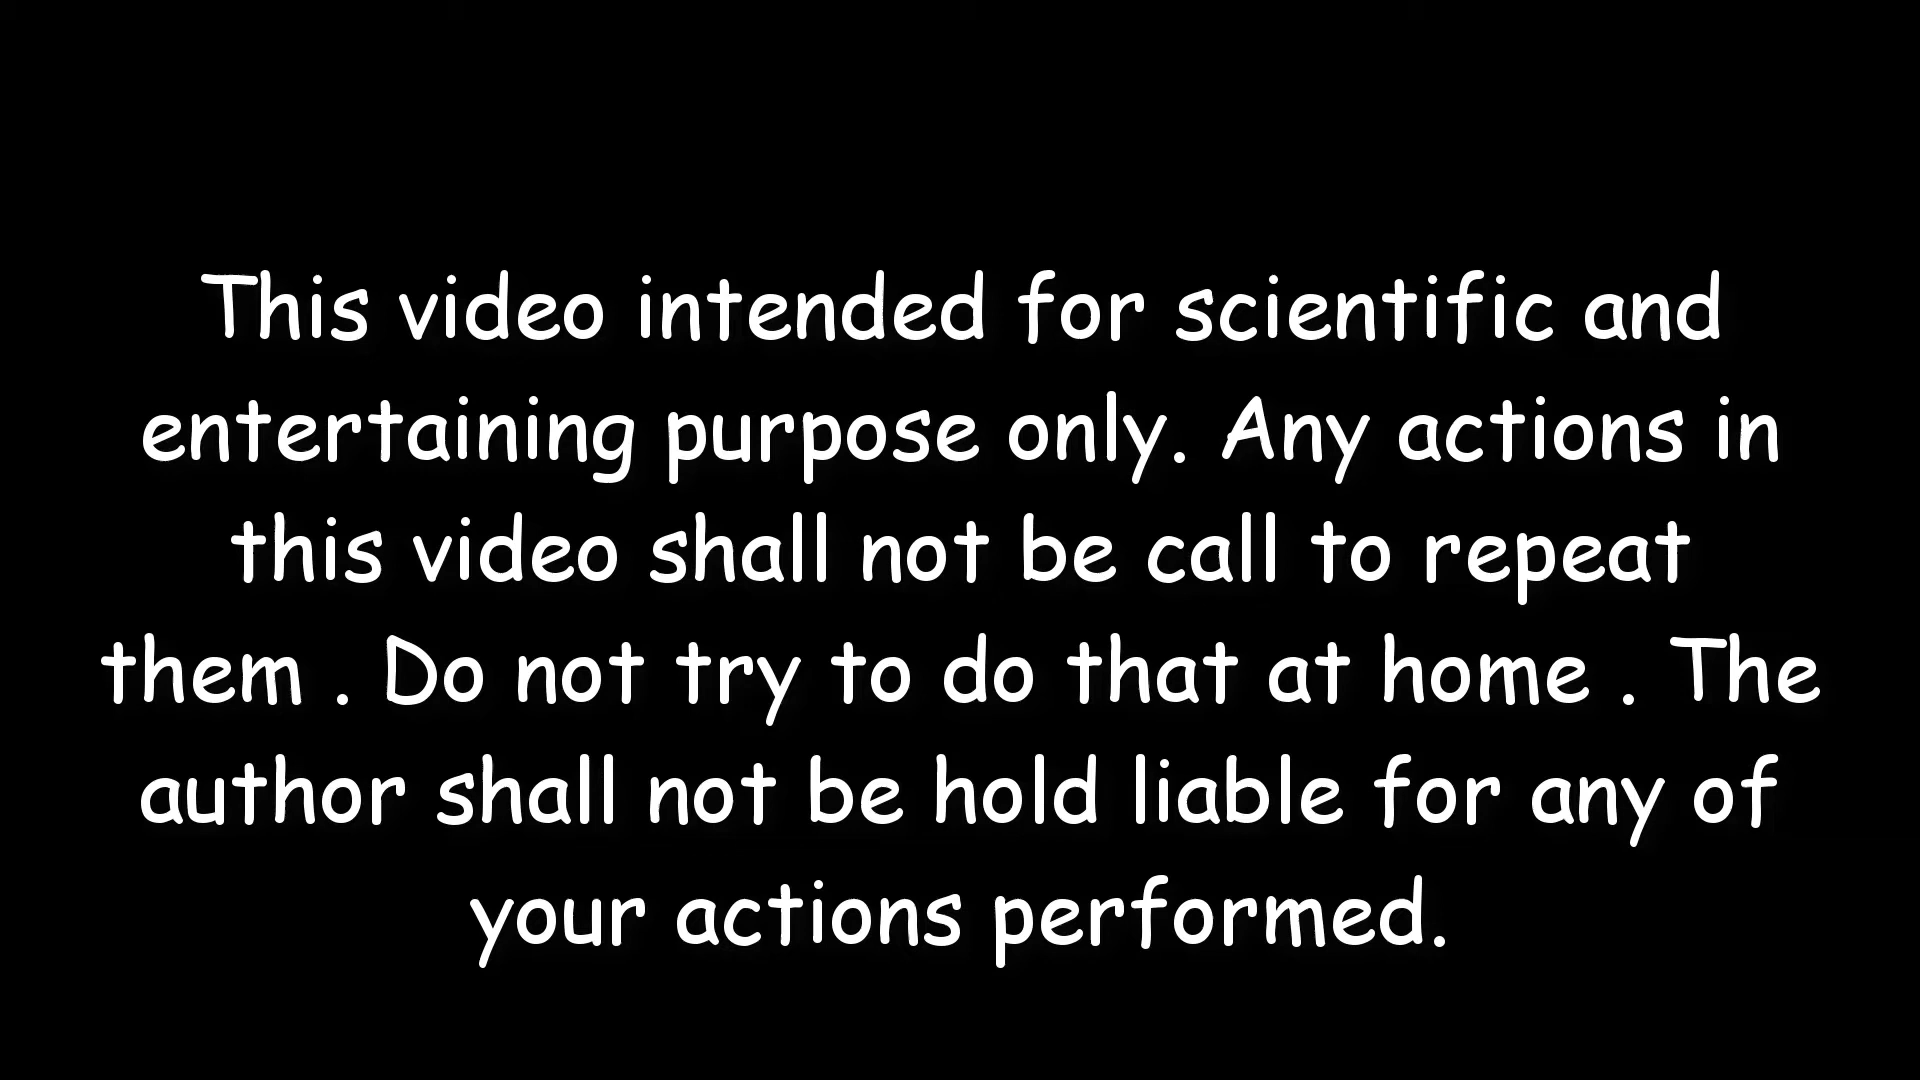 This video intended for scientific and
entertaining purpose only. Any actions in
this video shall not be call to repeat
them . Do not try to do that at home . The
author shall not be hold liable for any of
your actions performed.